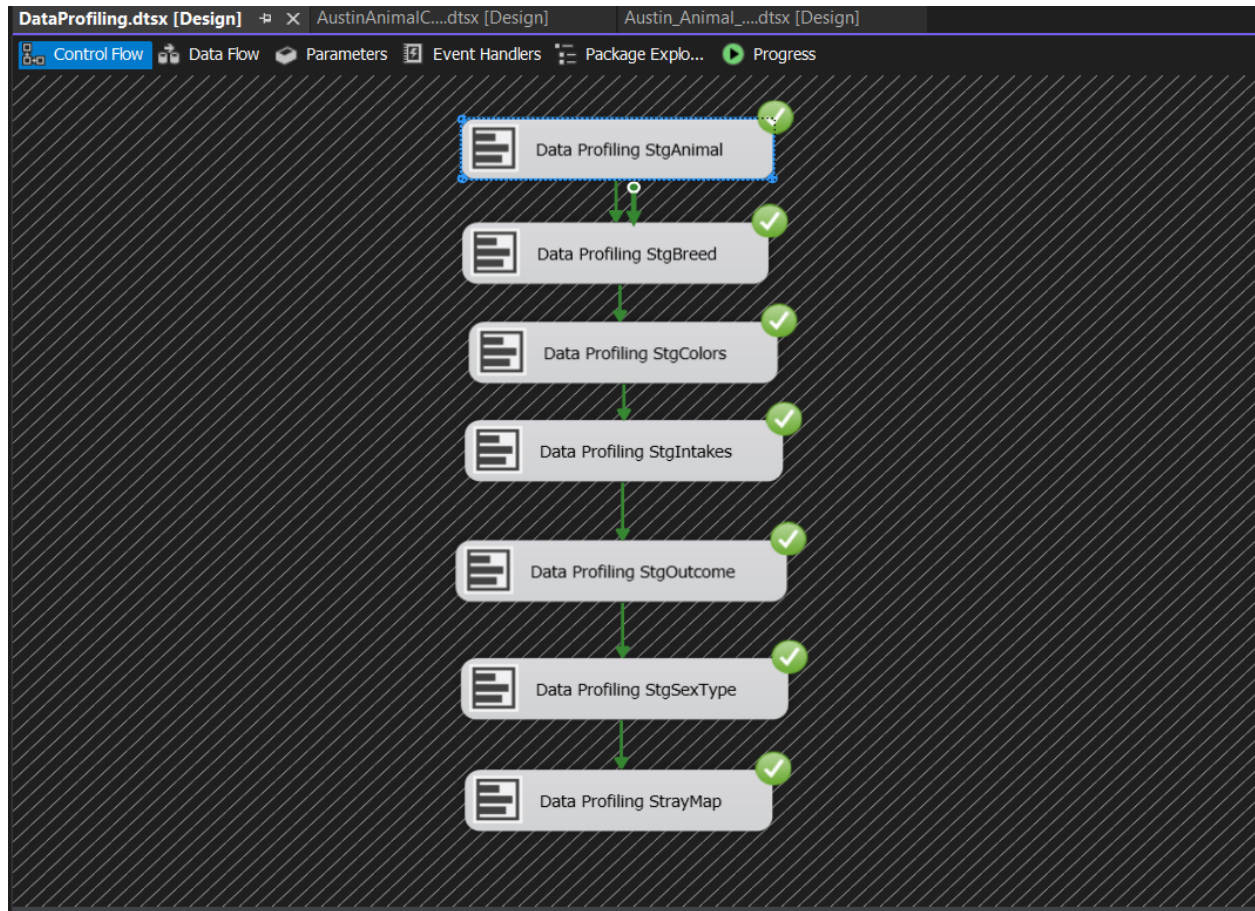 DataProfiling.dtsx [Design] AustinAnimalC....dtsx [Design] Austin_Animal_....dtsx [Design]
Control Flow Data Flow Parameters Event Handlers Package Explo... Progress
Data Profiling StgAnimal
Data Profiling StgBreed
Data Profiling StgColors
Data Profiling StgIntakes
Data Profiling StgOutcome
Data Profiling StgSexType
Data Profiling StrayMap